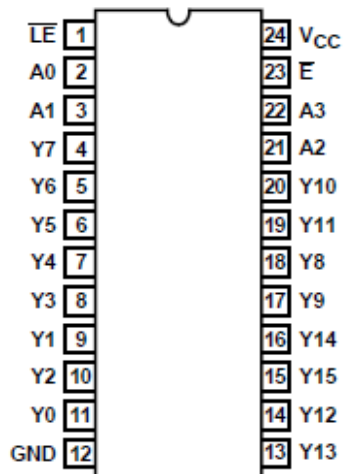 L̅E̅ 1 24 VCC
A0 2 23 E̅
A1 3 22 A3
Y7 4 21 A2
Y6 5 20 Y10
Y5 6 19 Y11
Y4 7 18 Y8
Y3 8 17 Y9
Y1 9 16 Y14
Y2 10 15 Y15
Y0 11 14 Y12
GND 12 13 Y13